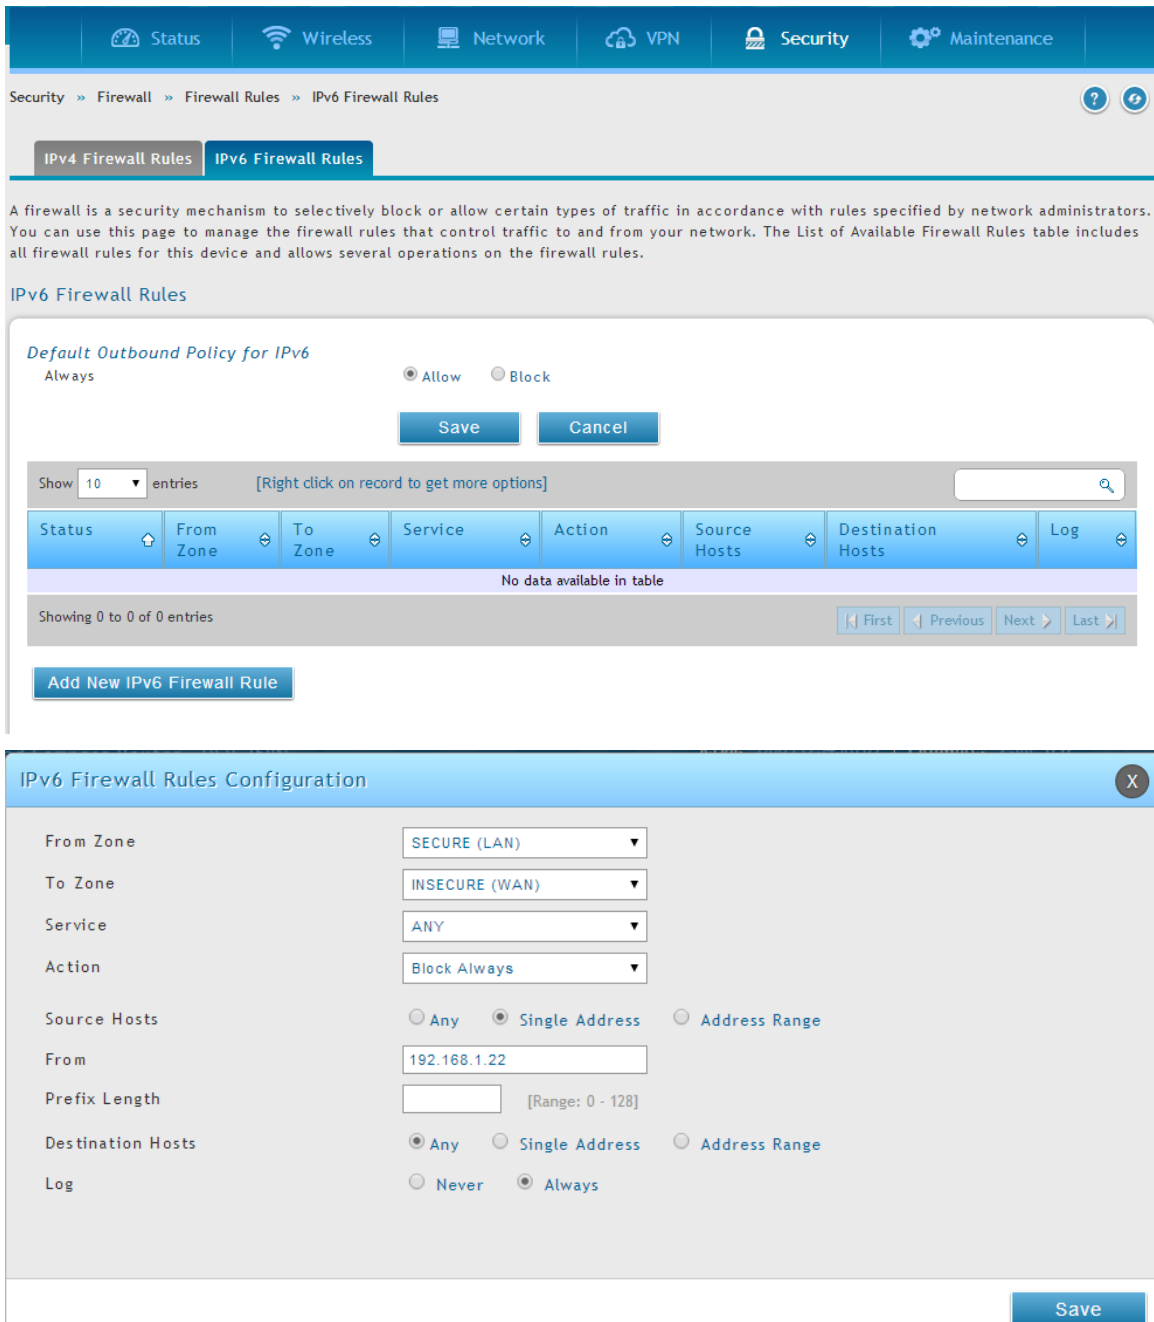 Status Wireless Network VPN Security Maintenance
Security » Firewall » Firewall Rules » IPv6 Firewall Rules
?
IPv4 Firewall Rules IPv6 Firewall Rules
A firewall is a security mechanism to selectively block or allow certain types of traffic in accordance with rules specified by network administrators.
You can use this page to manage the firewall rules that control traffic to and from your network. The List of Available Firewall Rules table includes
all firewall rules for this device and allows several operations on the firewall rules.
IPv6 Firewall Rules
Default Outbound Policy for IPv6
Always Allow Block
Save Cancel
Show 10 entries [Right click on record to get more options]
Status From Zone To Zone Service Action Source Hosts Destination Hosts Log
No data available in table
Showing 0 to 0 of 0 entries First Previous Next Last
Add New IPv6 Firewall Rule
IPv6 Firewall Rules Configuration X
From Zone SECURE (LAN)
To Zone INSECURE (WAN)
Service ANY
Action Block Always
Source Hosts Any Single Address Address Range
From 192.168.1.22
Prefix Length [Range: 0 - 128]
Destination Hosts Any Single Address Address Range
Log Never Always
Save